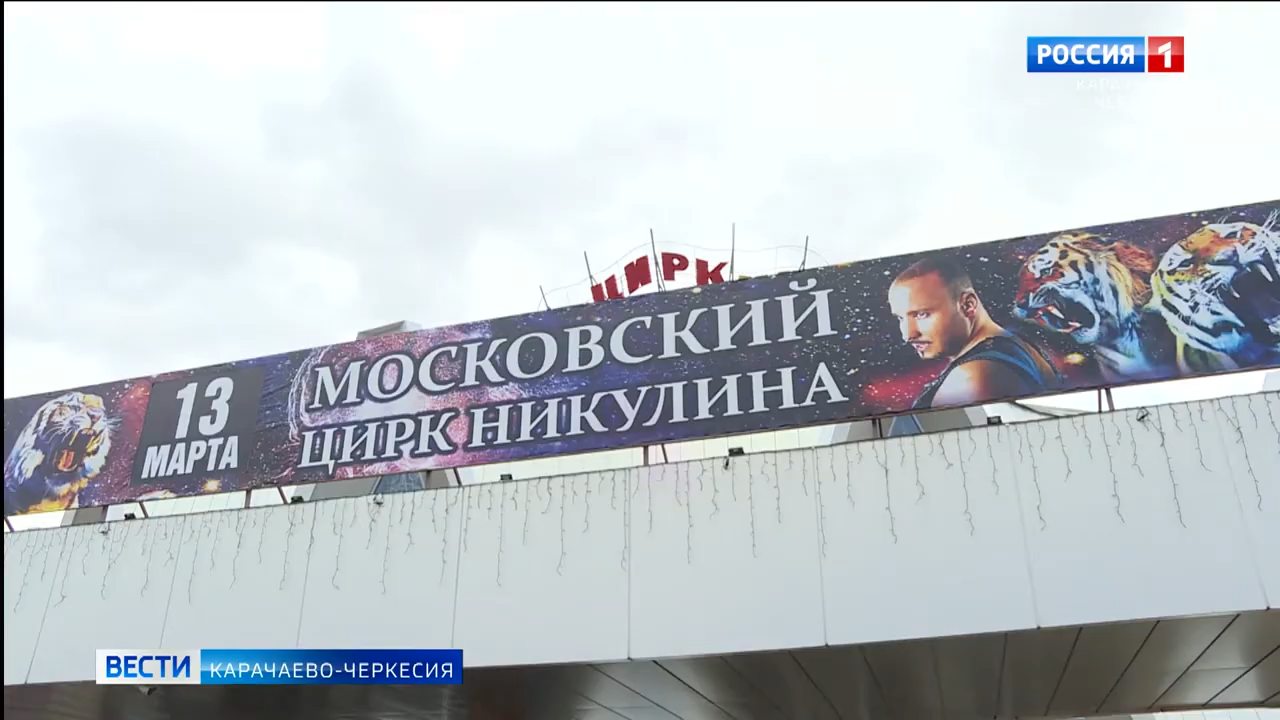 РОССИЯ 1
ЦИРК
13
МАРТА
МОСКОВСКИЙ
ЦИРК НИКУЛИНА
ВЕСТИ КАРАЧАЕВО-ЧЕРКЕСИЯ